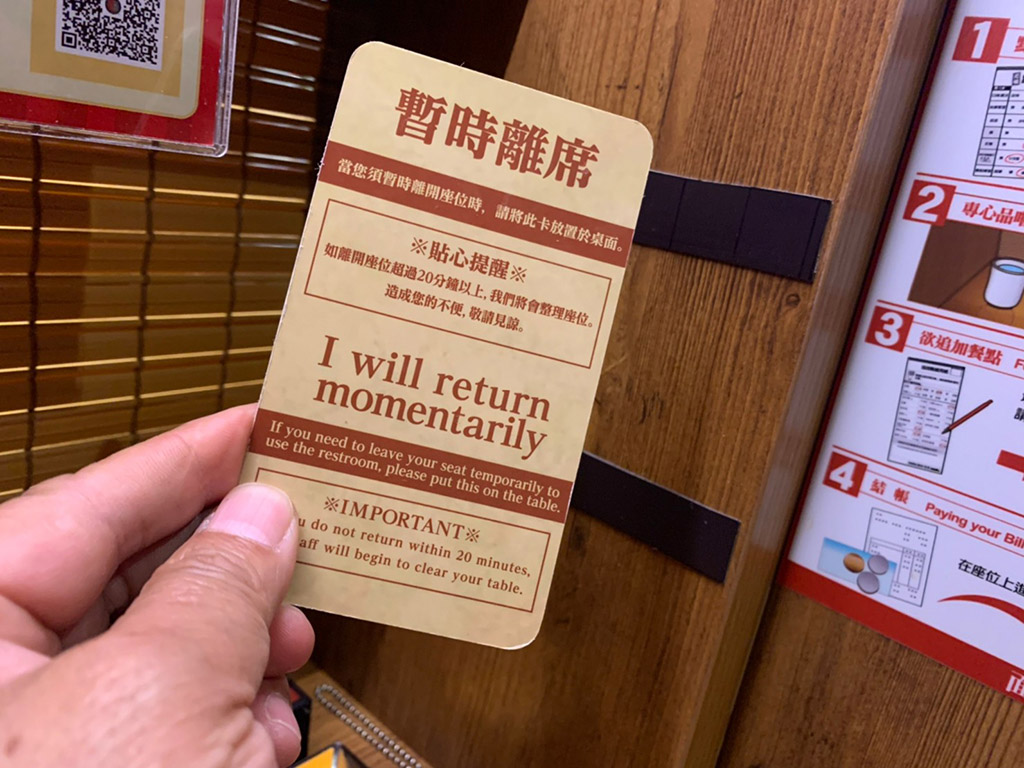 暫時離席
當您須暫時離開座位時，請將此卡放置於桌面。
※貼心提醒※
如離開座位超過20分鐘以上，我們將會整理座位。
造成您的不便，敬請見諒。
I will return
momentarily
If you need to leave your seat temporarily to
use the restroom, please put this on the table.
※IMPORTANT※
u do not return within 20 minutes,
aff will begin to clear your table.
1
2 專心品
3 欲追加餐點
4 結帳 Paying your Bill
在座位上